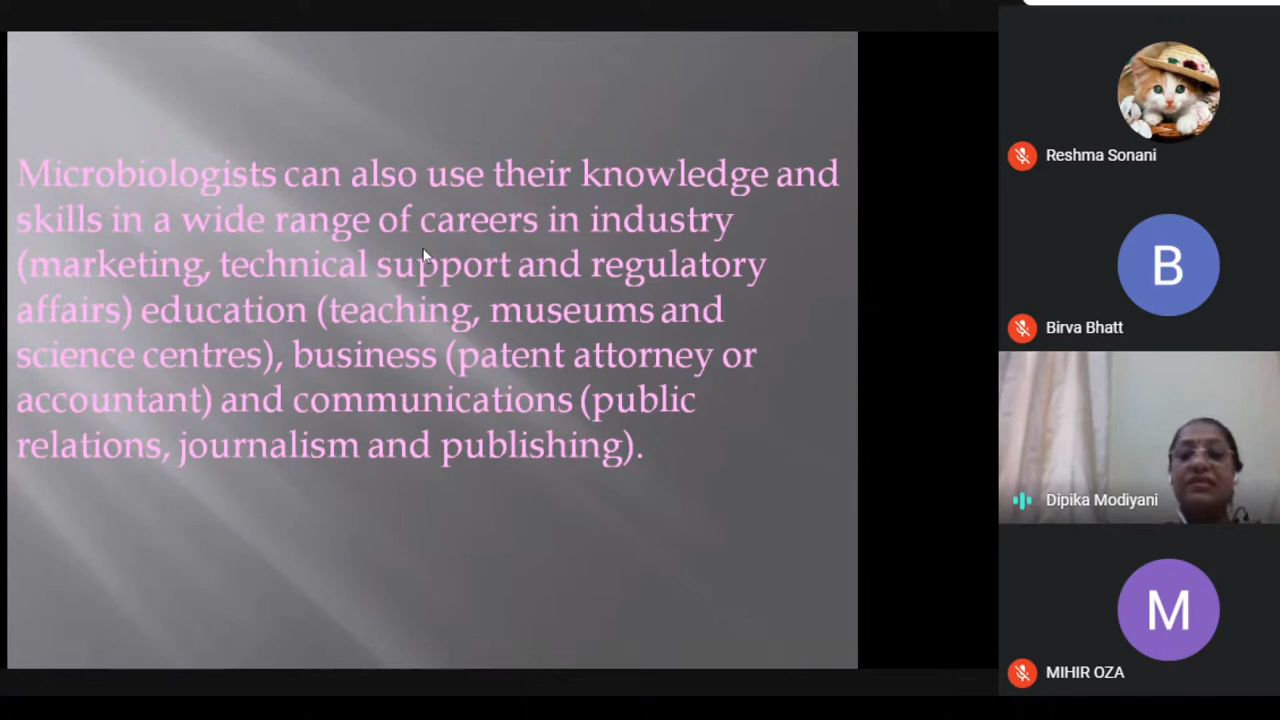 Microbiologists can also use their knowledge and
skills in a wide range of careers in industry
(marketing, technical support and regulatory
affairs) education (teaching, museums and
science centres), business (patent attorney or
accountant) and communications (public
relations, journalism and publishing).
Reshma Sonani
B
Birva Bhatt
Dipika Modiyani
M
MIHIR OZA